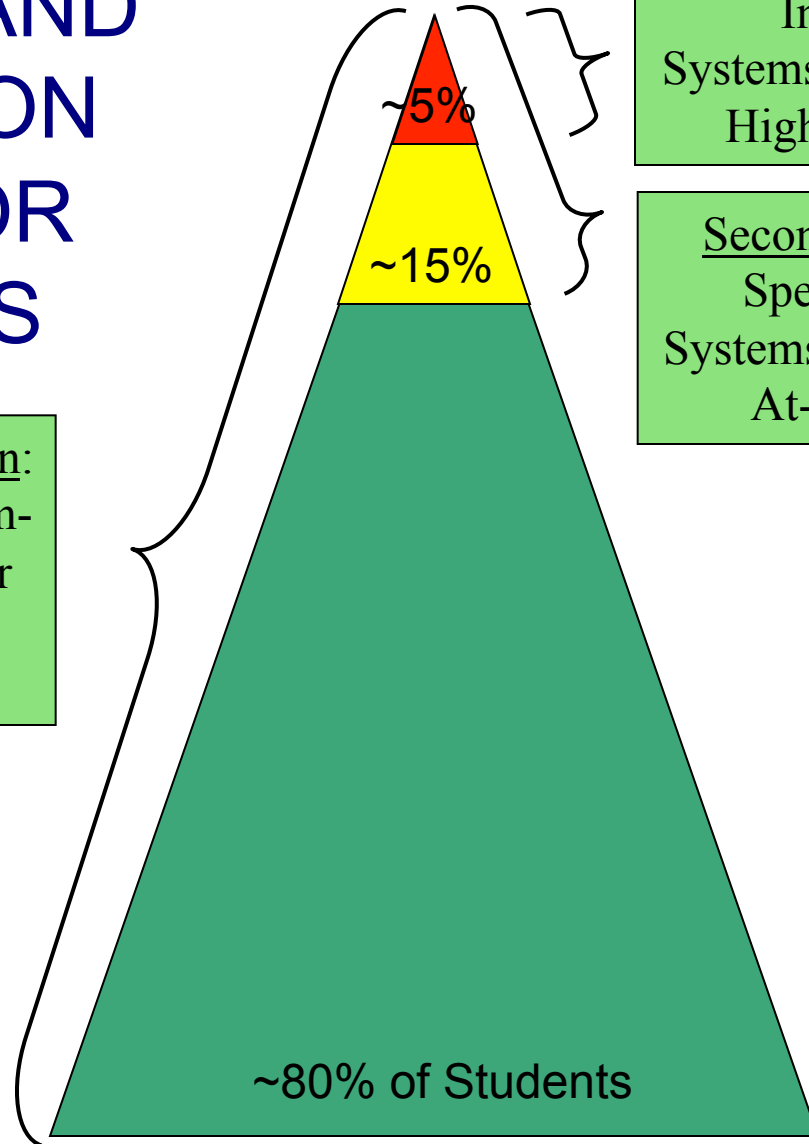 AND
ON
OR
S
~5%
In
Systems
High
~15%
Secon
Spe
Systems
At-
n:
m-
r
~80% of Students